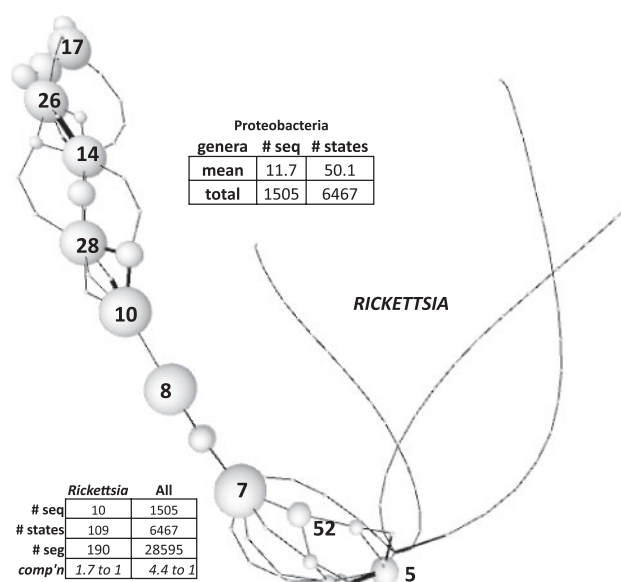 17
26
Proteobacteria
genera # seq # states
mean 11.7 50.1
total 1505 6467
14
28
RICKETTSIA
10
8
7
Rickettsia All
# seq 10 1505
# states 109 6467
# seg 190 28595
comp'n 1.7 to 1 4.4 to 1
52
5